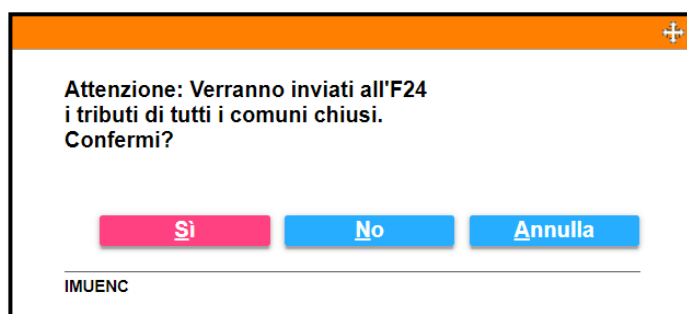 Attenzione: Verranno inviati all'F24
i tributi di tutti i comuni chiusi.
Confermi?
Sì No Annulla
IMUENC